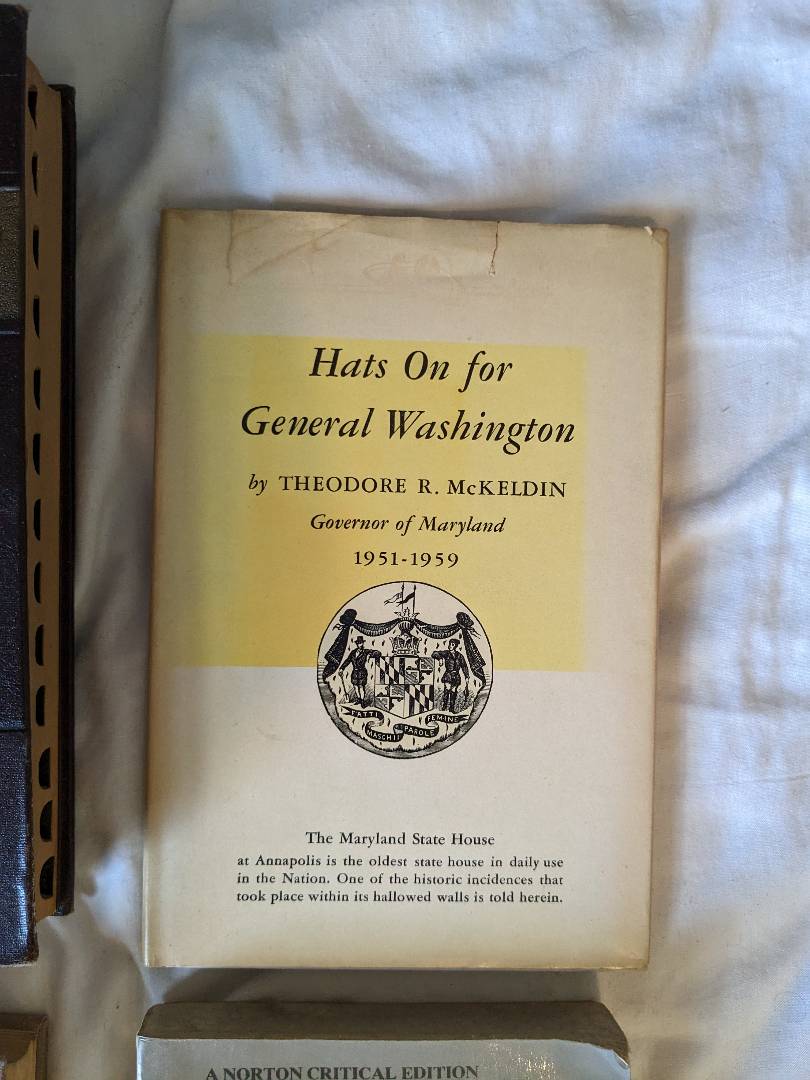 Hats On for
General Washington
by THEODORE R. McKELDIN
Governor of Maryland
1951-1959
FATTI
MASCHII
PAROLE
FEMINE
The Maryland State House
at Annapolis is the oldest state house in daily use
in the Nation. One of the historic incidences that
took place within its hallowed walls is told herein.
A NORTON CRITICAL EDITION